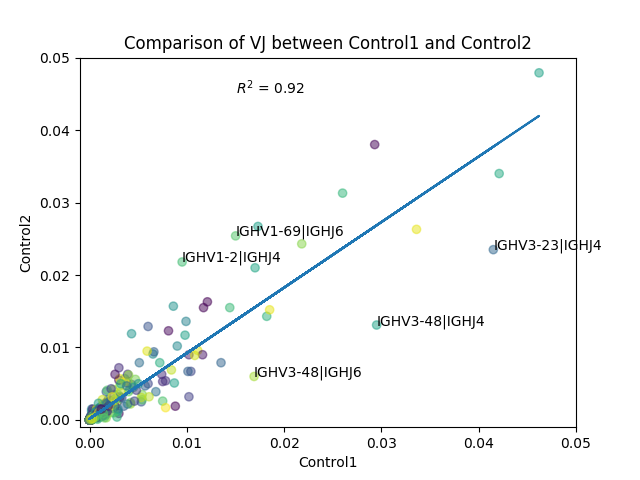 Comparison of VJ between Control1 and Control2
0.05
R² = 0.92
0.04
0.03
IGHV1-69|IGHJ6
IGHV3-23|IGHJ4
IGHV1-2|IGHJ4
0.02
IGHV3-48|IGHJ4
0.01
IGHV3-48|IGHJ6
0.00
Control2
0.00 0.01 0.02 0.03 0.04 0.05
Control1